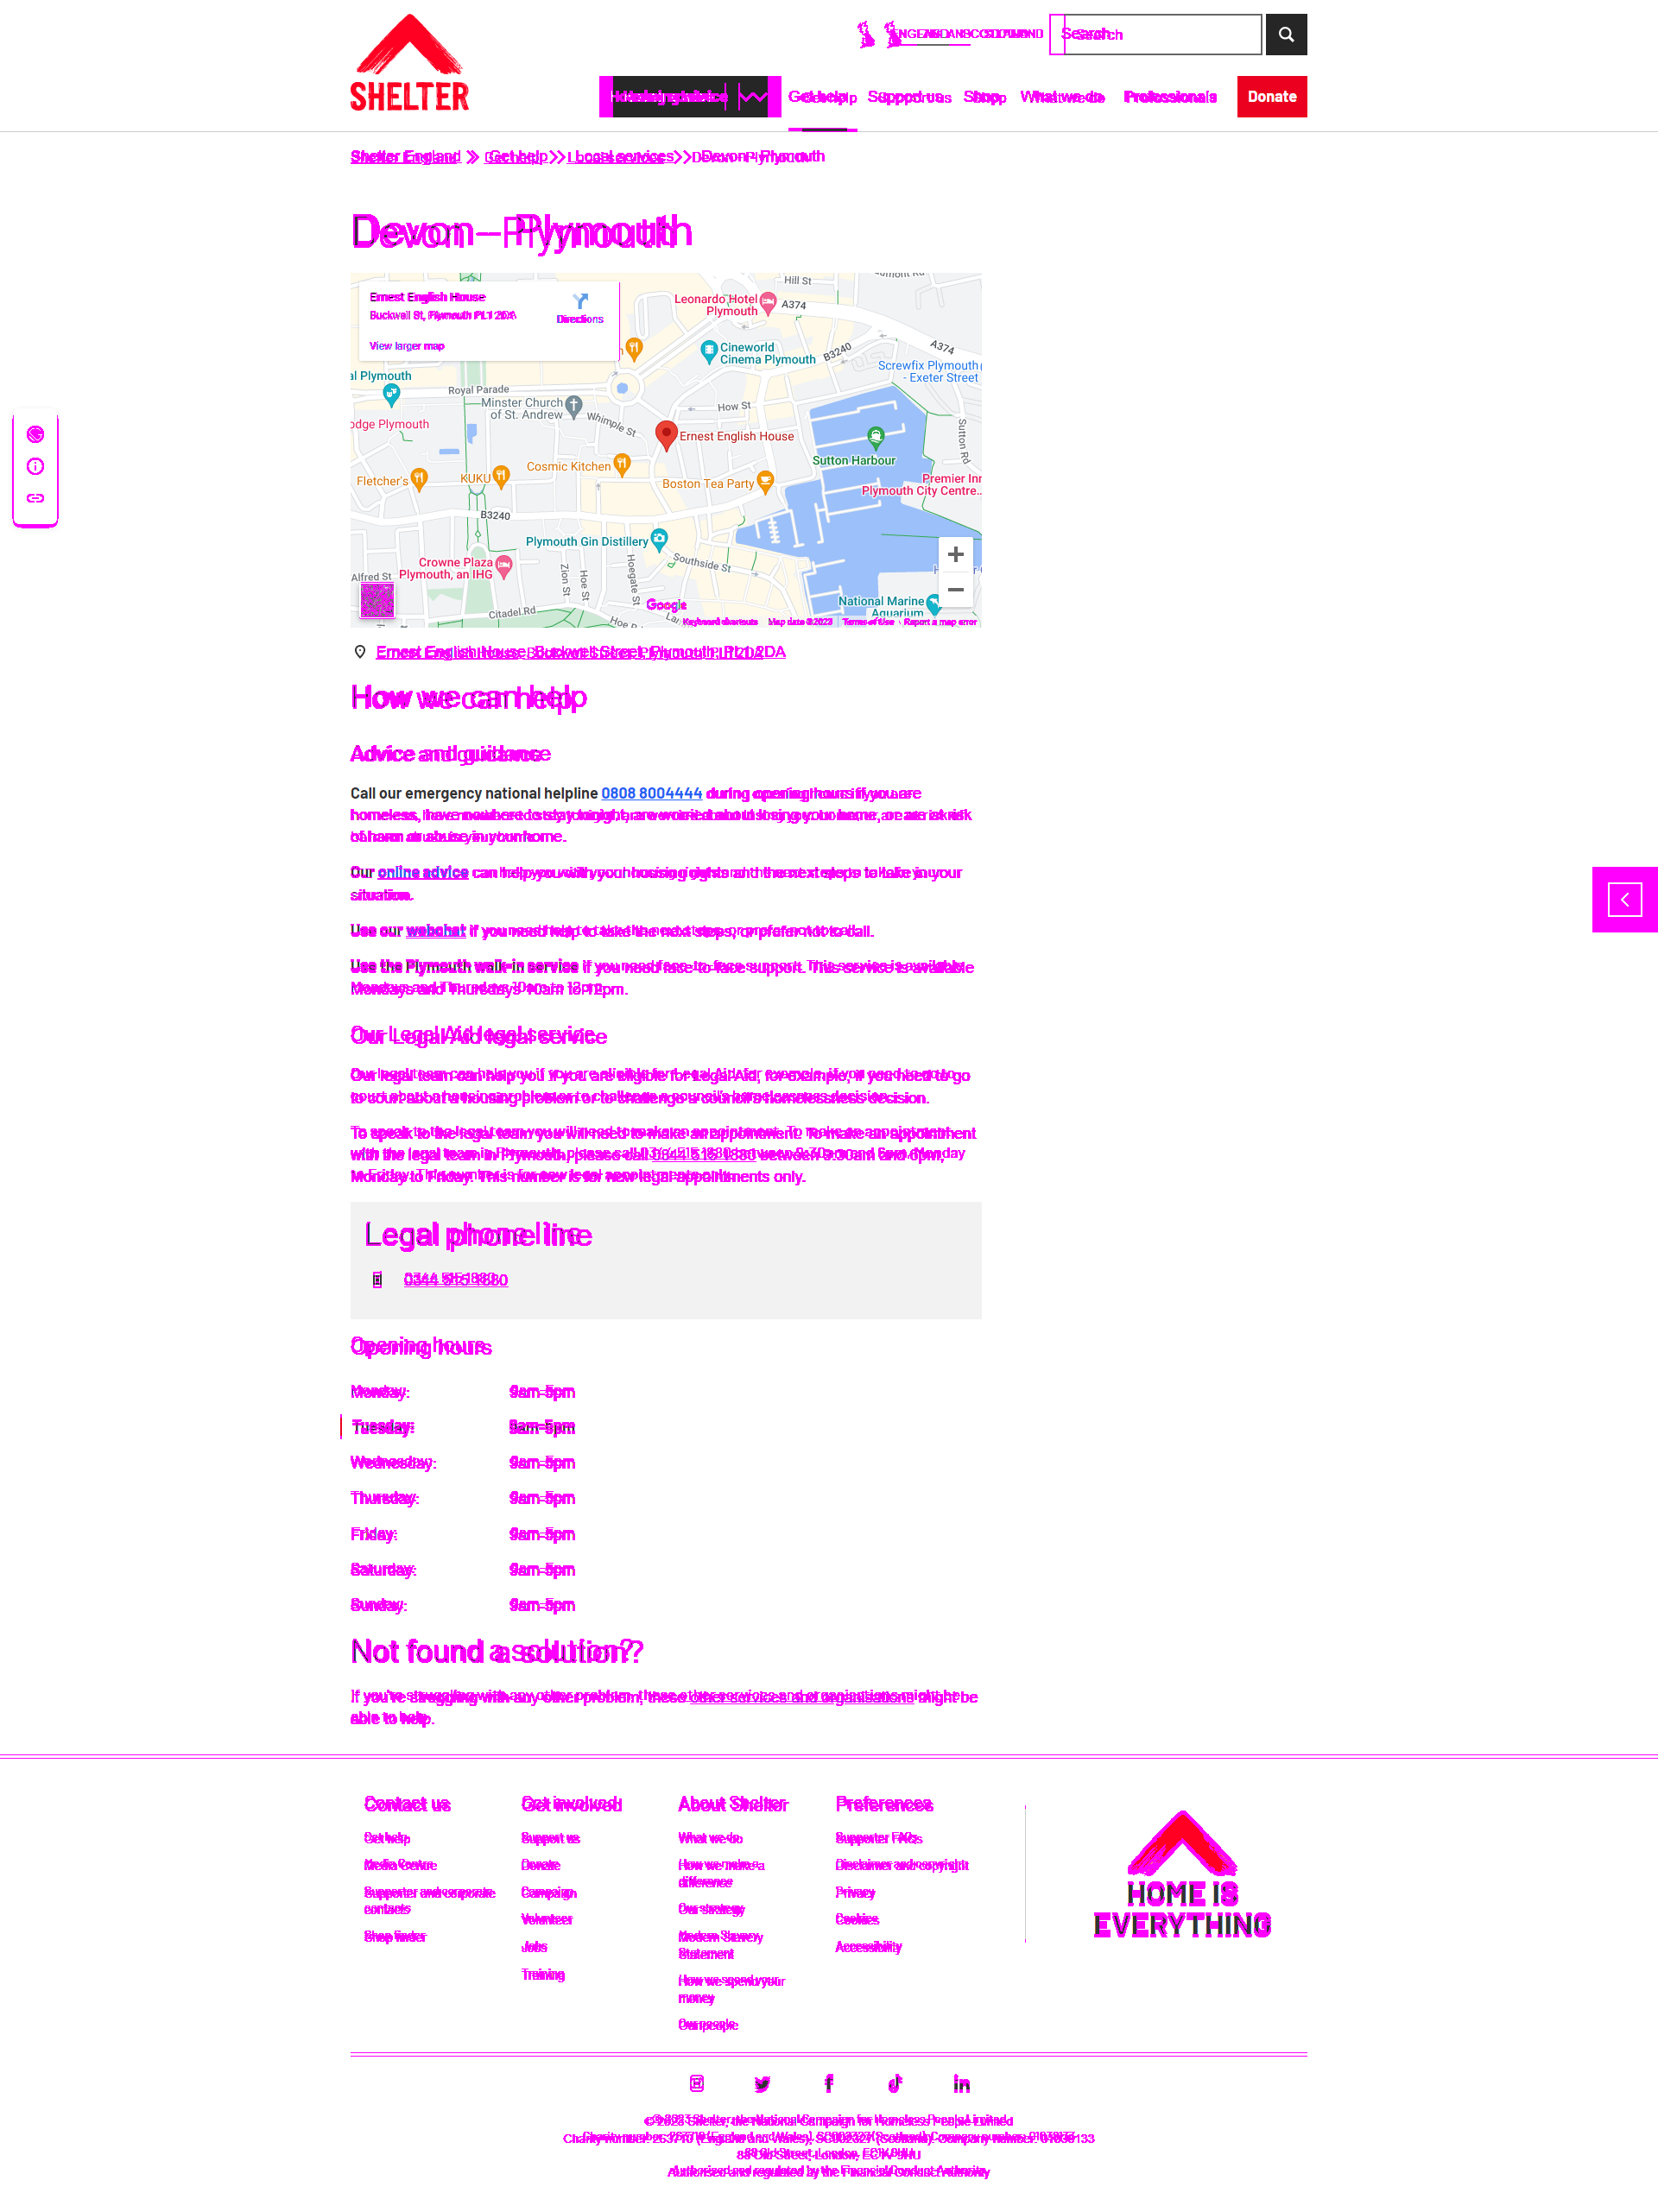 SHELTER
Search
Get help
Support us
Shop
What we do
Professionals
Donate
Shelter England
Get help
Local services
Devon - Plymouth
Devon - Plymouth
Ernest English House
Buckwell St, Plymouth PL1 2DA
Directions
View larger map
Hill St
Leonardo Hotel
Plymouth
A374
Cineworld
Cinema Plymouth
B3240
A374
Screwfix Plymouth
- Exeter Street
al Plymouth
Royal Parade
Minster Church
of St. Andrew
Whimple St
How St
odge Plymouth
Ernest English House
Sutton Harbour
Sutton Rd
Cosmic Kitchen
Fletcher's
KUKU
Boston Tea Party
Premier Inn
Plymouth City Centre...
B3240
Plymouth Gin Distillery
Southside St
Crowne Plaza
Plymouth, an IHG
Alfred St
Zion St
Hoe St
Hoegate St
National Marine
Aquarium
Citadel Rd
Google
Keyboard shortcuts
Map data ©2023
Terms of Use
Report a map error
Ernest English House, Buckwell Street, Plymouth, PL1 2DA
How we can help
Advice and guidance
Call our emergency national helpline 0808 8004444 during opening hours if you are
homeless, have nowhere to stay tonight, are worried about losing your home, or are at risk
of harm or abuse in your home.
Our online advice can help you with your housing rights and the next steps to take in your
situation.
Use our webchat if you need help to take the next steps, or prefer not to call.
Use the Plymouth walk-in service if you need face-to-face support. This service is available
Mondays and Thursdays 10am to 12pm.
Our Legal Aid legal service
Our legal team can help you if you are eligible for Legal Aid, for example, if you need to go
to court about a housing problem or to challenge a council's homelessness decision.
To speak to the legal team you will need to make an appointment. To make an appointment
with the legal team in Plymouth, please call 0344 515 1880 between 9:30am and 5pm,
Monday to Friday. This number is for new legal appointments only.
Legal phone line
0344 515 1880
Opening hours
Monday: 9am-5pm
Tuesday: 9am-5pm
Wednesday: 9am-5pm
Thursday: 9am-5pm
Friday: 9am-5pm
Saturday: 9am-5pm
Sunday: 9am-5pm
Not found a solution?
If you're struggling with any other problem, these other services and organisations might be
able to help.
Contact us
Get help
Media Centre
Supporter and corporate
contacts
Shop finder
Get involved
Support us
Donate
Campaign
Volunteer
Jobs
Training
About Shelter
What we do
How we make a
difference
Our strategy
Modern Slavery
Statement
How we spend your
money
Our people
Preferences
Supporter FAQs
Disclaimer and copyright
Privacy
Cookies
Accessibility
HOME IS
EVERYTHING
© 2023 Shelter, the National Campaign for Homeless People Limited
Charity number: 263710 (England and Wales), SC002327 (Scotland). Company number: 01038133
88 Old Street, London, EC1V 9HU
Authorised and regulated by the Financial Conduct Authority